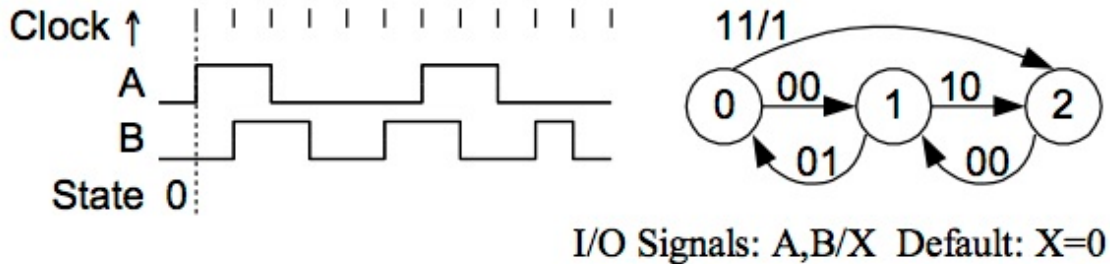 Clock ↑
A
B
State 0
11/1
0 00 1 10 2
01 00
I/O Signals: A,B/X Default: X=0